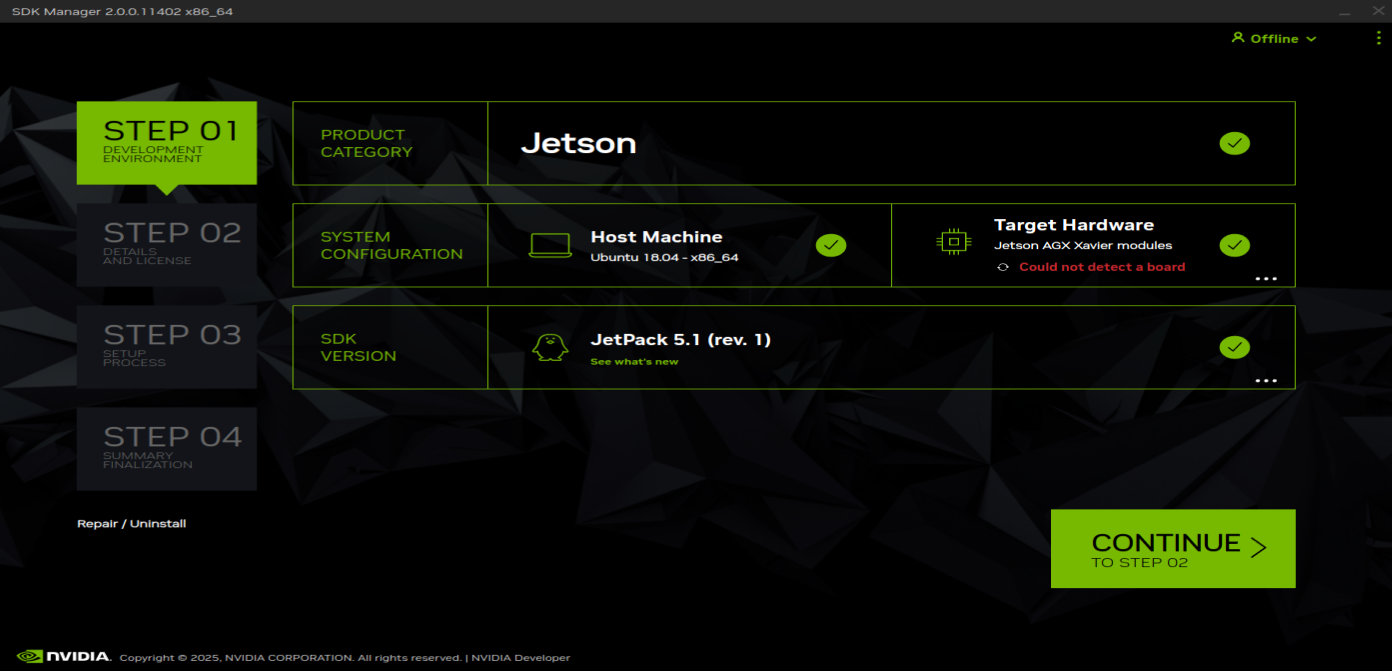 SDK Manager 2.0.0.11402 x86_64
Offline
STEP 01
DEVELOPMENT
ENVIRONMENT
PRODUCT
CATEGORY
Jetson
STEP 02
DETAILS
AND LICENSE
SYSTEM
CONFIGURATION
Host Machine
Ubuntu 18.04 - x86_64
Target Hardware
Jetson AGX Xavier modules
Could not detect a board
...
STEP 03
SETUP
PROCESS
SDK
VERSION
JetPack 5.1 (rev. 1)
See what's new
...
STEP 04
SUMMARY
FINALIZATION
Repair / Uninstall
CONTINUE
TO STEP 02
NVIDIA. Copyright © 2025, NVIDIA CORPORATION. All rights reserved. | NVIDIA Developer